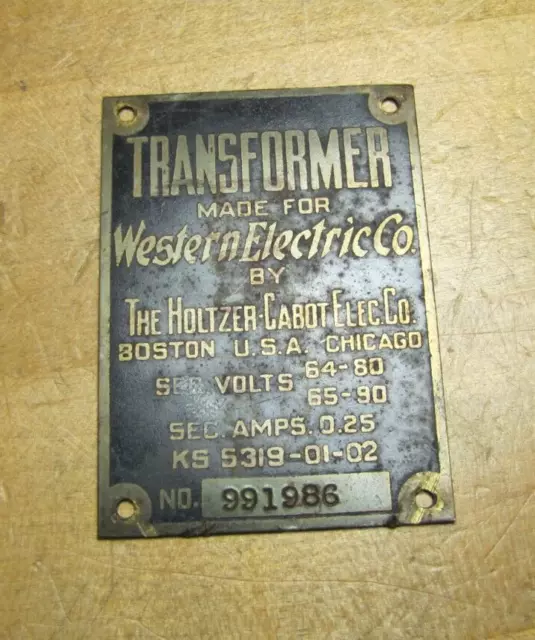 TRANSFORMER
MADE FOR
Western Electric Co.
BY
THE HOLTZER-CABOT ELEC. CO.
BOSTON U.S.A. CHICAGO
SEC. VOLTS 64-80
65-90
SEC. AMPS. 0.25
KS 5319-01-02
NO. 991986